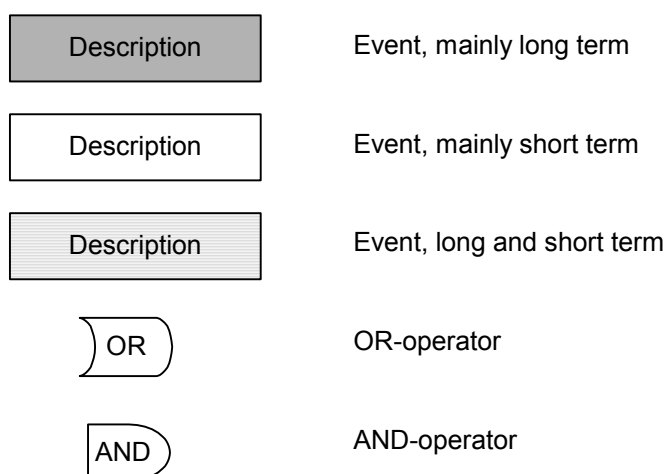 Description Event, mainly long term
Description Event, mainly short term
Description Event, long and short term
OR OR-operator
AND AND-operator